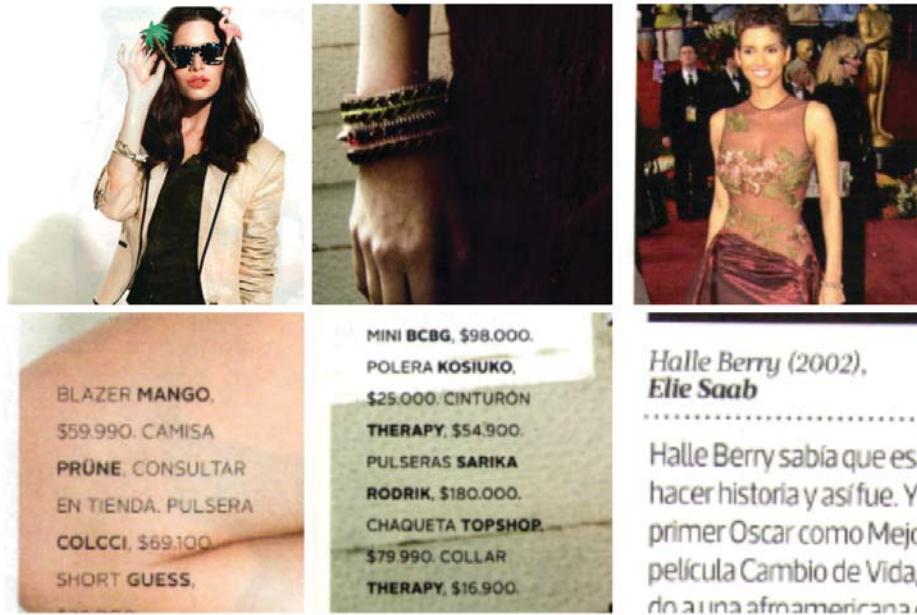 BLAZER MANGO,
$59.990. CAMISA
PRÜNE, CONSULTAR
EN TIENDA. PULSERA
COLCCI, $69.100.
SHORT GUESS,
MINI BCBG, $98.000.
POLERA KOSIUKO,
$25.000. CINTURÓN
THERAPY, $54.900.
PULSERAS SARIKA
RODRIK, $180.000.
CHAQUETA TOPSHOP,
$79.990. COLLAR
THERAPY, $16.900.
Halle Berry (2002),
Elie Saab
Halle Berry sabía que es
hacer historia y así fue. Y
primer Oscar como Mejo
película Cambio de Vida,
do a una afroamericana